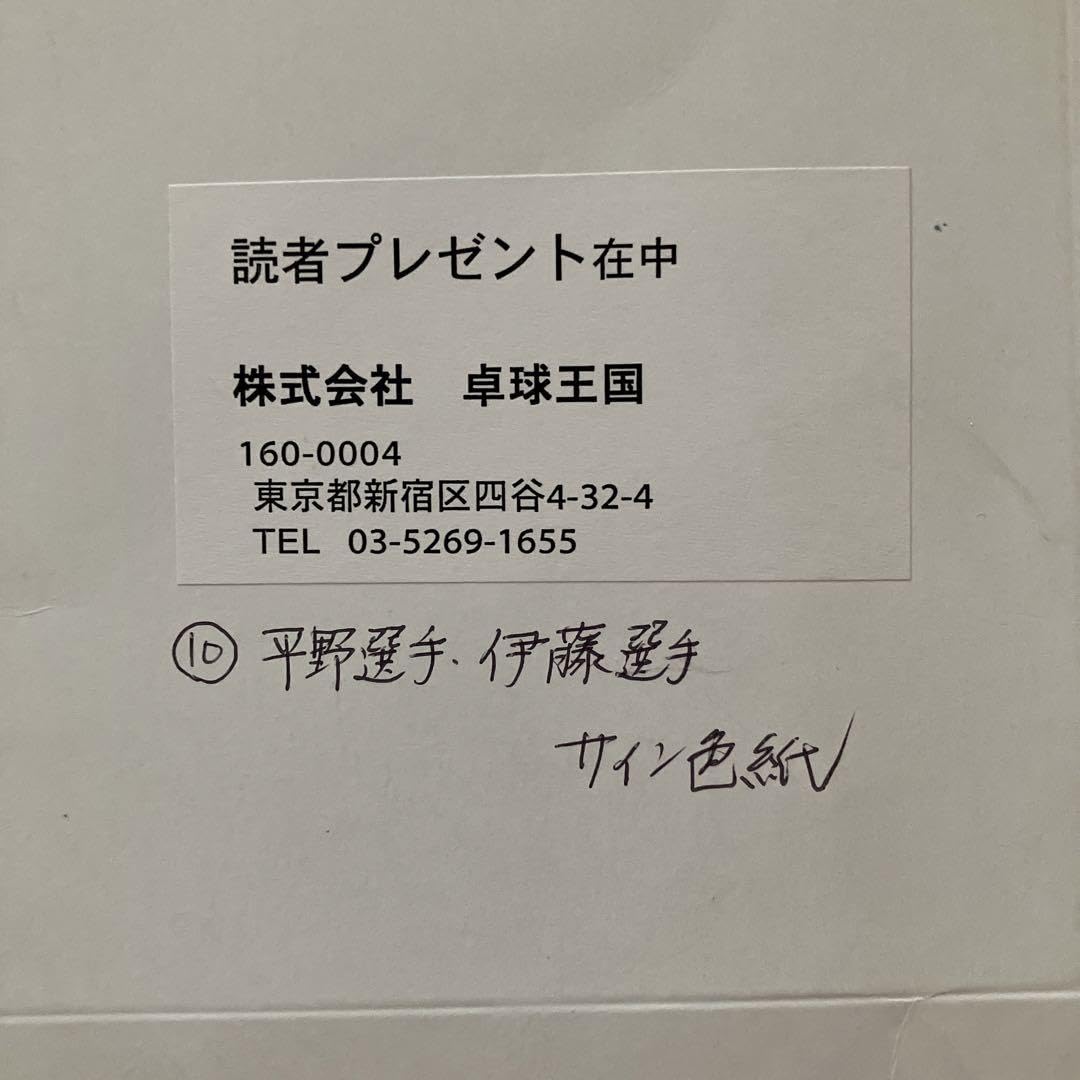 読者プレゼント在中
株式会社　卓球王国
160-0004
東京都新宿区四谷4-32-4
TEL 03-5269-1655
⑩ 平野選手、伊藤選手
サイン色紙